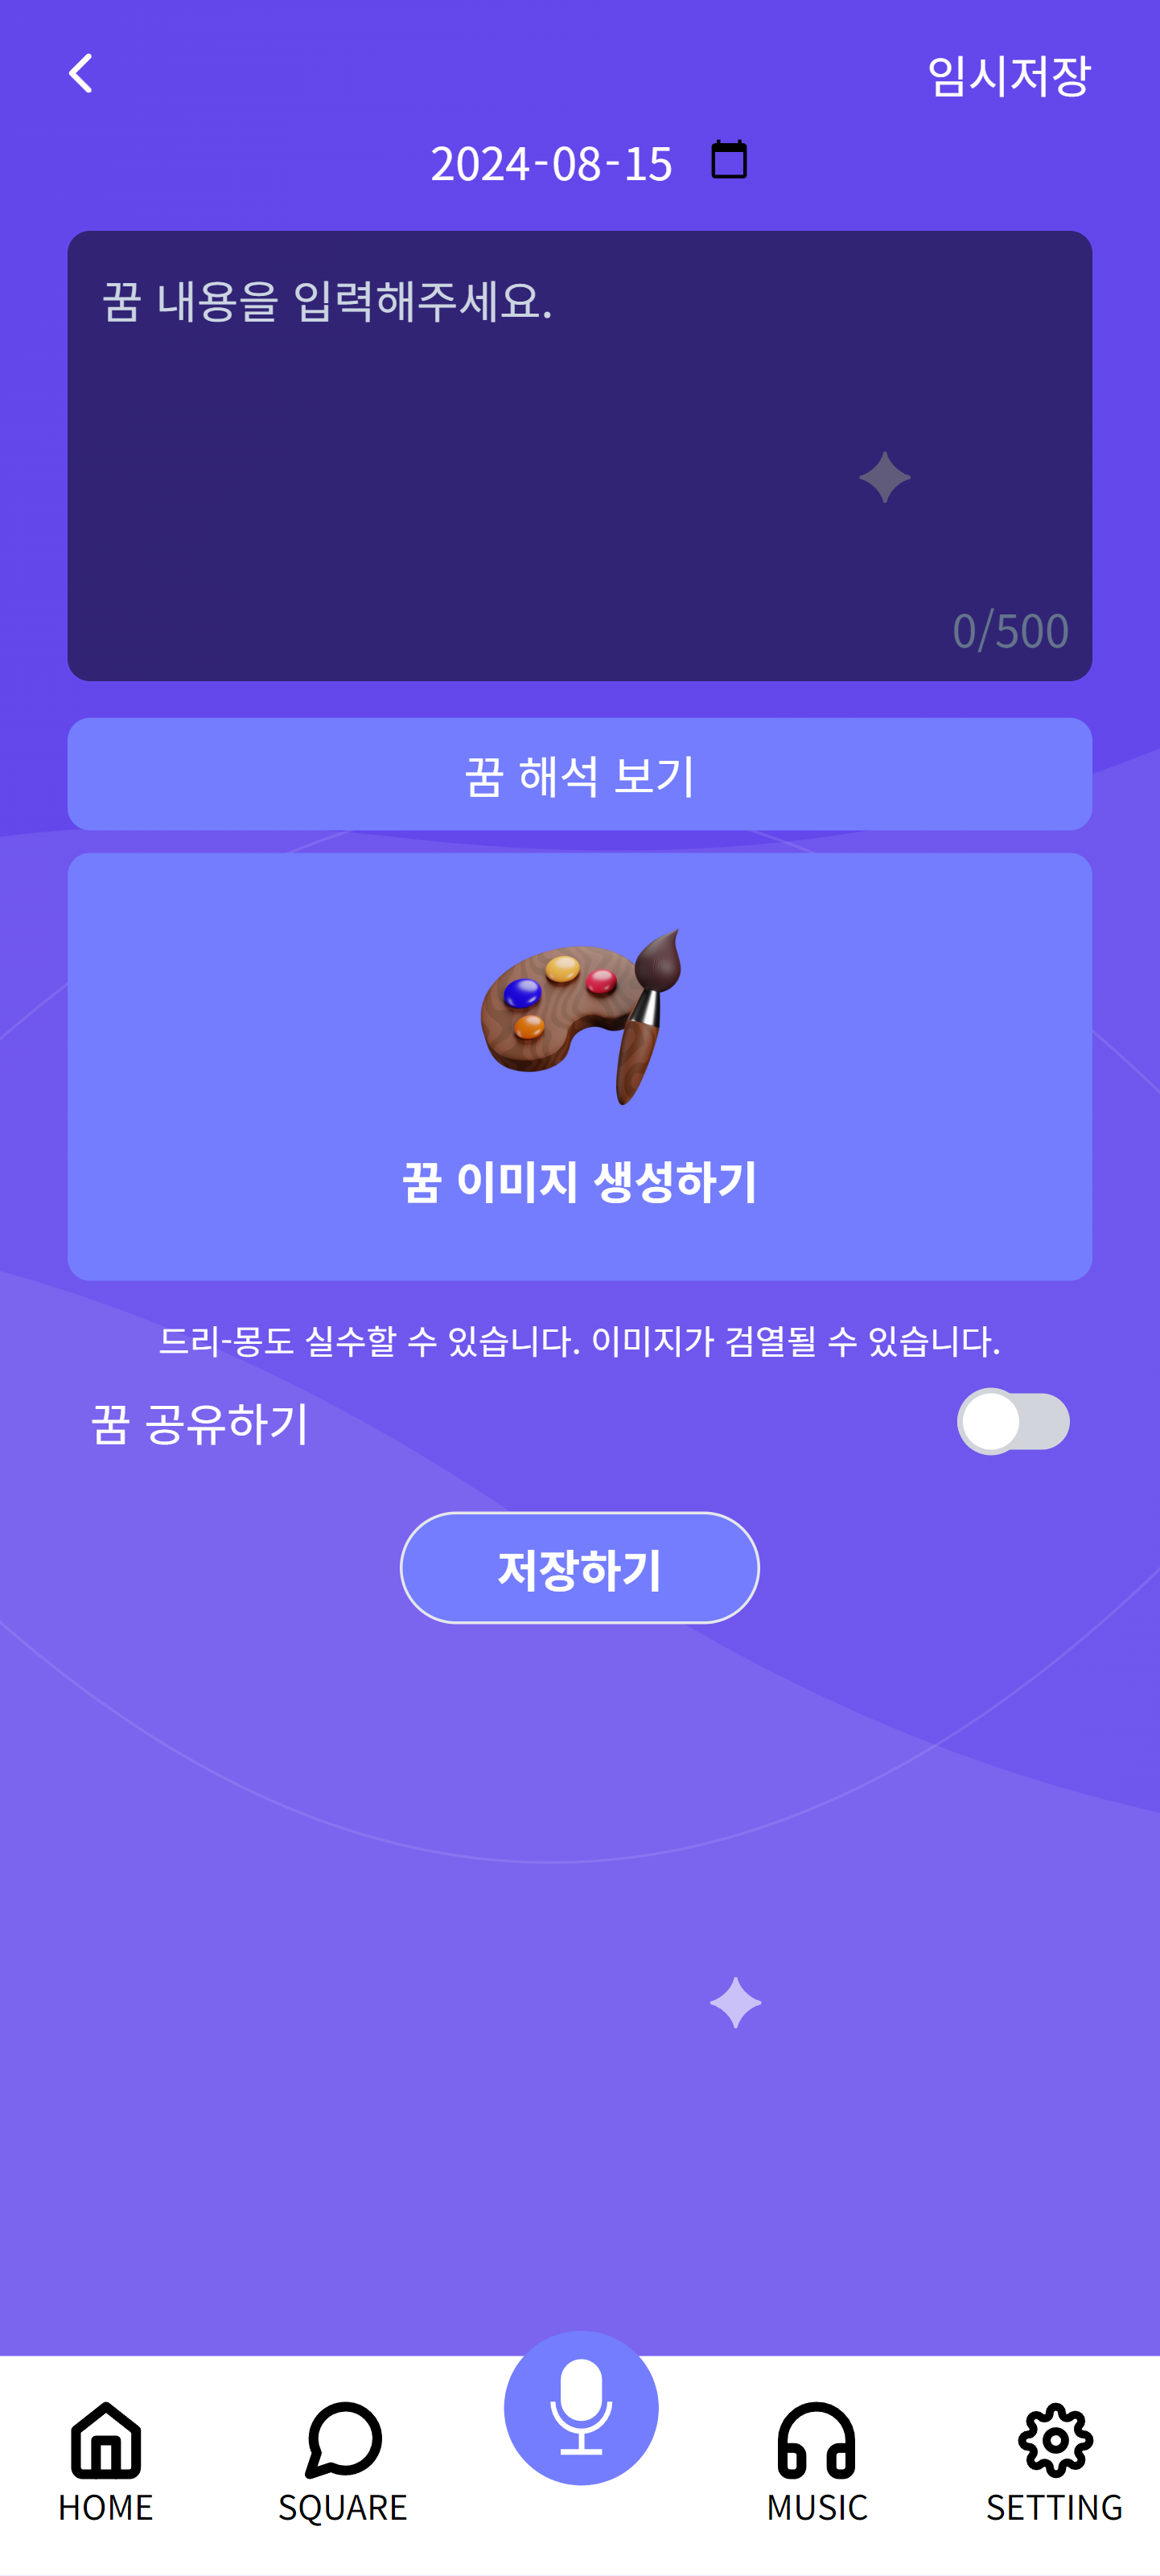 임시저장
2024-08-15
꿈 내용을 입력해주세요.
0/500
꿈 해석 보기
꿈 이미지 생성하기
드리-몽도 실수할 수 있습니다. 이미지가 검열될 수 있습니다.
꿈 공유하기
저장하기
HOME
SQUARE
MUSIC
SETTING